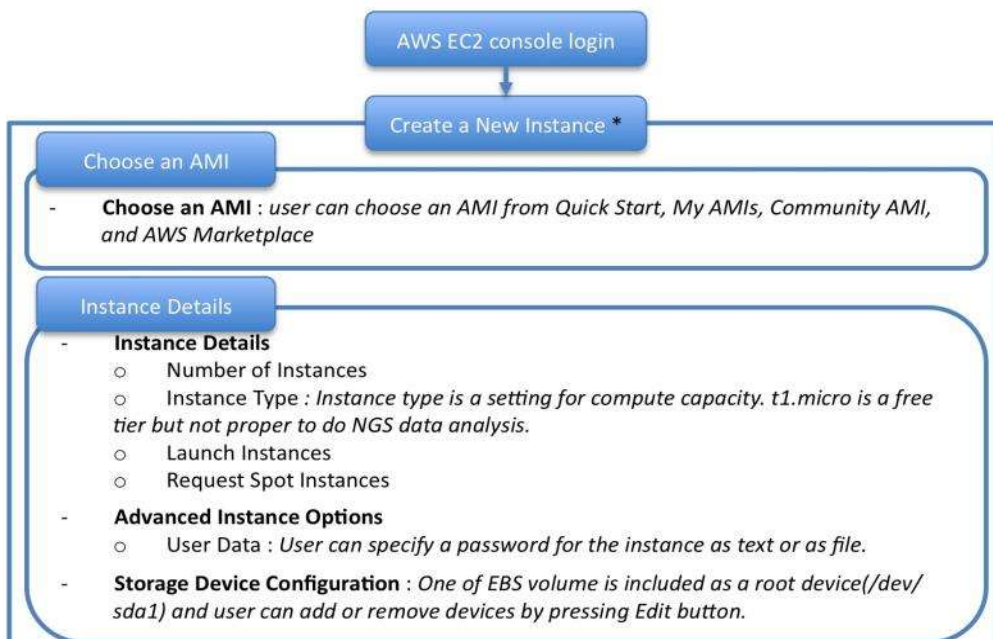 AWS EC2 console login
Create a New Instance *
Choose an AMI
- Choose an AMI : user can choose an AMI from Quick Start, My AMIs, Community AMI,
and AWS Marketplace
Instance Details
- Instance Details
o Number of Instances
o Instance Type : Instance type is a setting for compute capacity. t1.micro is a free
tier but not proper to do NGS data analysis.
o Launch Instances
o Request Spot Instances
- Advanced Instance Options
o User Data : User can specify a password for the instance as text or as file.
- Storage Device Configuration : One of EBS volume is included as a root device(/dev/
sda1) and user can add or remove devices by pressing Edit button.